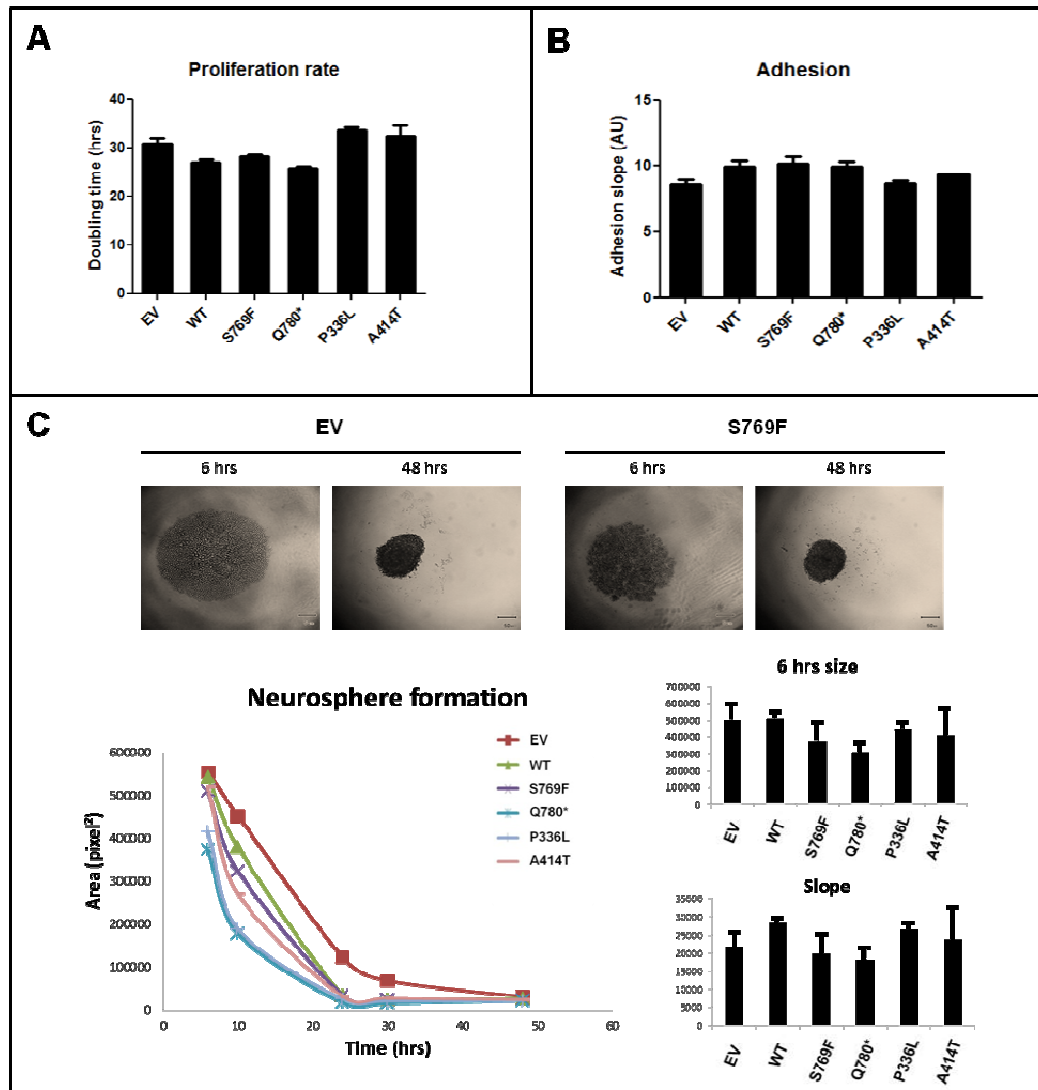 A
Proliferation rate
Doubling time (hrs)
40
30
20
10
0
EV
WT
S769F
Q780*
P336L
A414T
B
Adhesion
Adhesion slope (AU)
15
10
5
0
EV
WT
S769F
Q780*
P336L
A414T
C
EV
S769F
6 hrs
48 hrs
6 hrs
48 hrs
Neurosphere formation
Area (pixel²)
600000
500000
400000
300000
200000
100000
0
0
10
20
30
40
50
60
Time (hrs)
EV
WT
S769F
Q780*
P336L
A414T
6 hrs size
700000
600000
500000
400000
300000
200000
100000
0
EV
WT
S769F
Q780*
P336L
A414T
Slope
35000
30000
25000
20000
15000
10000
5000
0
EV
WT
S769F
Q780*
P336L
A414T